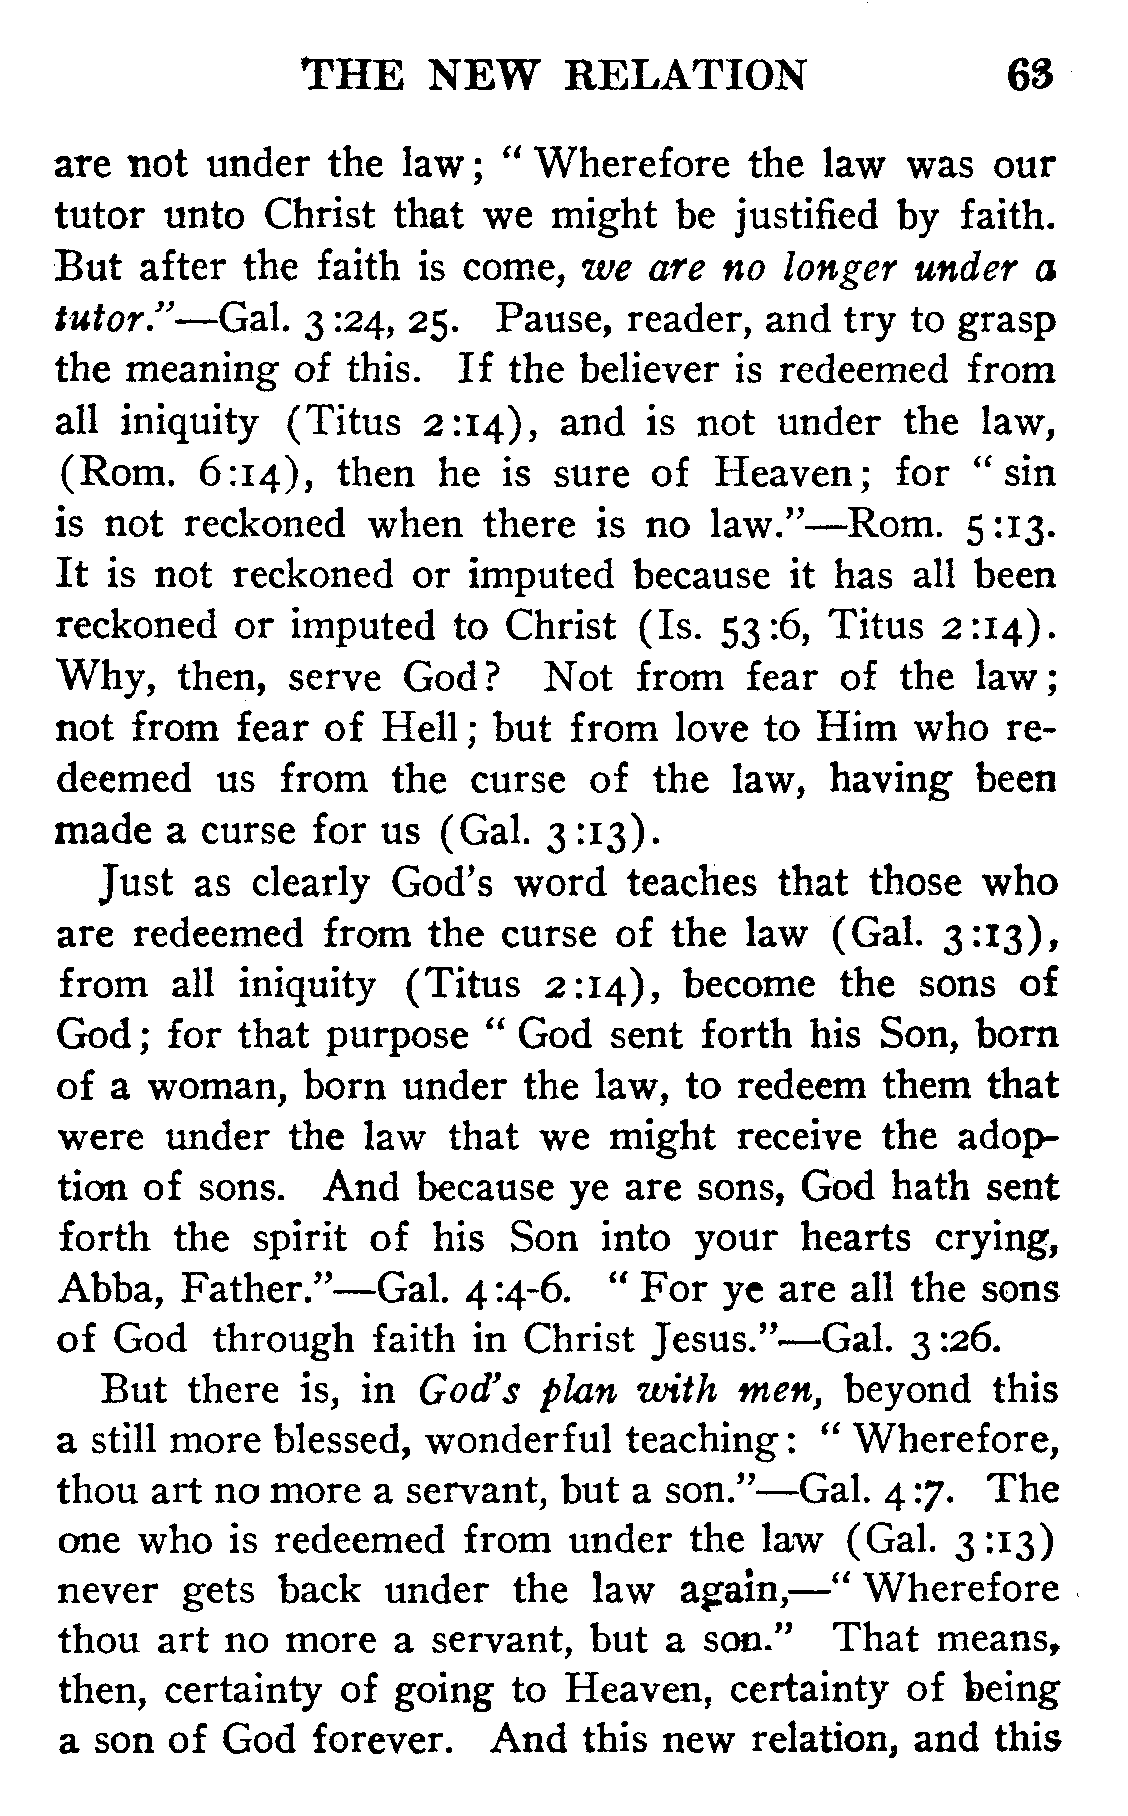 THE NEW RELATION 63
are not under the law; " Wherefore the law was our
tutor unto Christ that we might be justified by faith.
But after the faith is come, we are no longer under a
tutor."—Gal. 3:24, 25. Pause, reader, and try to grasp
the meaning of this. If the believer is redeemed from
all iniquity (Titus 2:14), and is not under the law,
(Rom. 6:14), then he is sure of Heaven; for " sin
is not reckoned when there is no law."—Rom. 5:13.
It is not reckoned or imputed because it has all been
reckoned or imputed to Christ (Is. 53:6, Titus 2:14).
Why, then, serve God? Not from fear of the law;
not from fear of Hell; but from love to Him who re-
deemed us from the curse of the law, having been
made a curse for us (Gal. 3:13).
Just as clearly God's word teaches that those who
are redeemed from the curse of the law (Gal. 3:13),
from all iniquity (Titus 2:14), become the sons of
God; for that purpose " God sent forth his Son, born
of a woman, born under the law, to redeem them that
were under the law that we might receive the adop-
tion of sons. And because ye are sons, God hath sent
forth the spirit of his Son into your hearts crying,
Abba, Father."—Gal. 4:4-6. " For ye are all the sons
of God through faith in Christ Jesus."—Gal. 3:26.
But there is, in God's plan with men, beyond this
a still more blessed, wonderful teaching: " Wherefore,
thou art no more a servant, but a son."—Gal. 4:7. The
one who is redeemed from under the law (Gal. 3:13)
never gets back under the law again,—" Wherefore
thou art no more a servant, but a son." That means,
then, certainty of going to Heaven, certainty of being
a son of God forever. And this new relation, and this